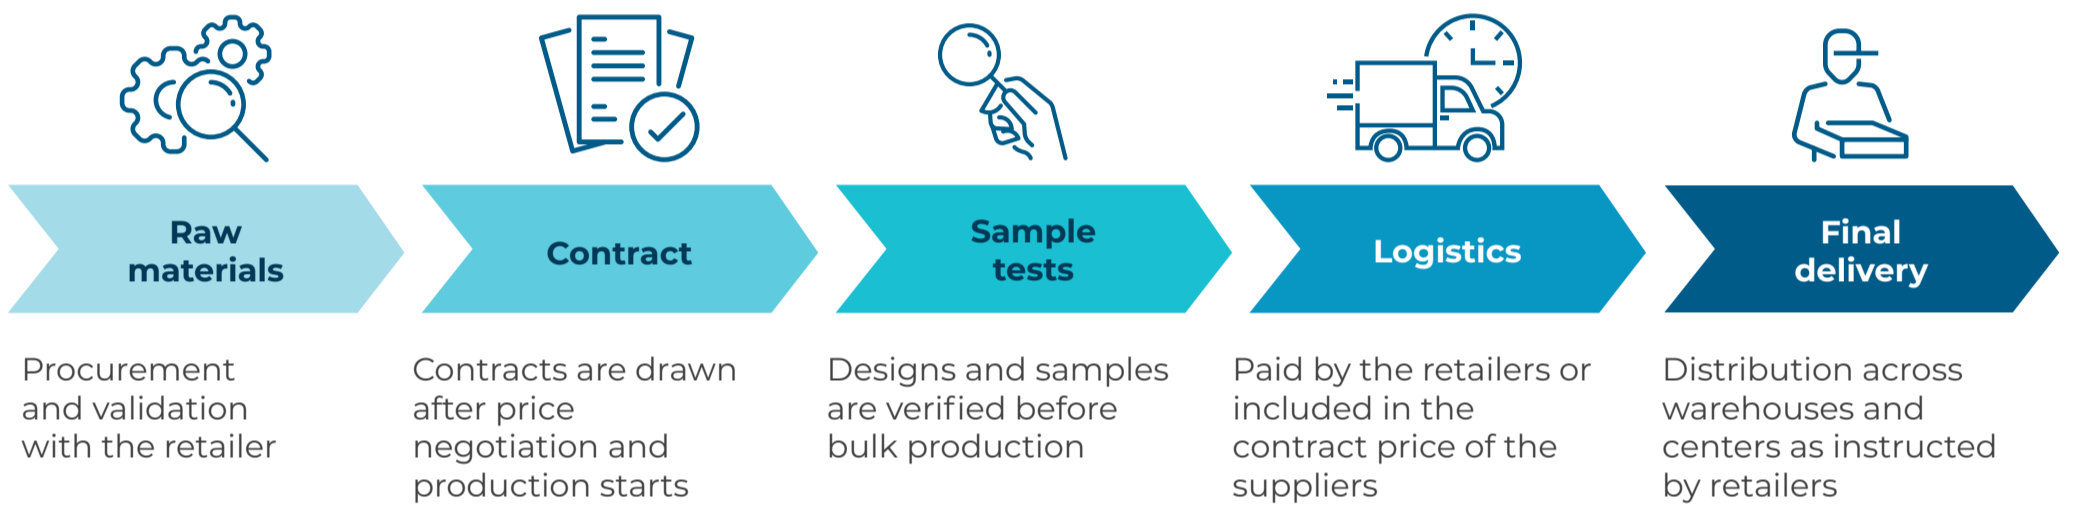 Raw
materials
Contract
Sample
tests
Logistics
Final
delivery
Procurement
and validation
with the retailer
Contracts are drawn
after price
negotiation and
production starts
Designs and samples
are verified before
bulk production
Paid by the retailers or
included in the
contract price of the
suppliers
Distribution across
warehouses and
centers as instructed
by retailers